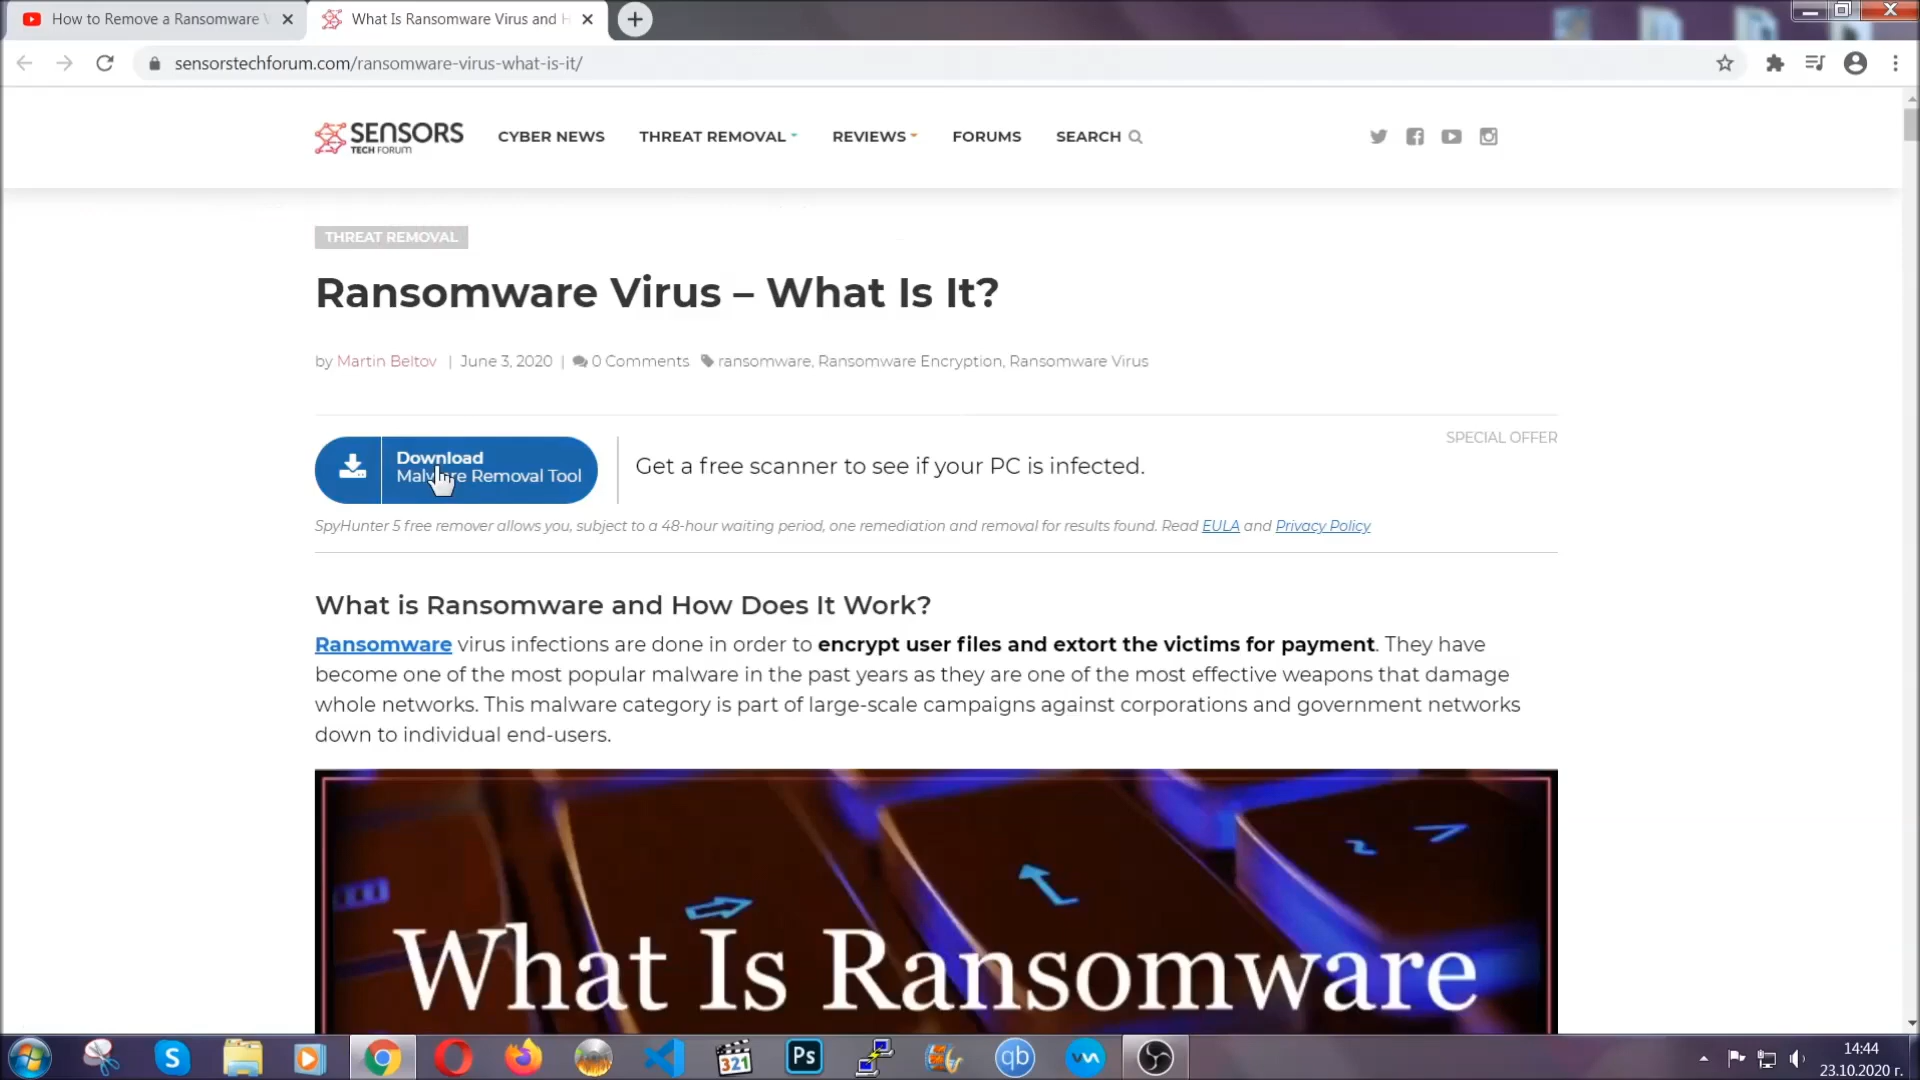 How to Remove a Ransomware V
What Is Ransomware Virus and H
sensorstechforum.com/ransomware-virus-what-is-it/
SENSORS
TECH FORUM
CYBER NEWS THREAT REMOVAL REVIEWS FORUMS SEARCH
THREAT REMOVAL
Ransomware Virus – What Is It?
by Martin Beltov | June 3, 2020 | 0 Comments ransomware, Ransomware Encryption, Ransomware Virus
SPECIAL OFFER
Download
Malware Removal Tool
Get a free scanner to see if your PC is infected.
SpyHunter 5 free remover allows you, subject to a 48-hour waiting period, one remediation and removal for results found. Read EULA and Privacy Policy
What is Ransomware and How Does It Work?
Ransomware virus infections are done in order to encrypt user files and extort the victims for payment. They have
become one of the most popular malware in the past years as they are one of the most effective weapons that damage
whole networks. This malware category is part of large-scale campaigns against corporations and government networks
down to individual end-users.
What Is Ransomware
S
321
Ps
qb
14:44
23.10.2020 г.